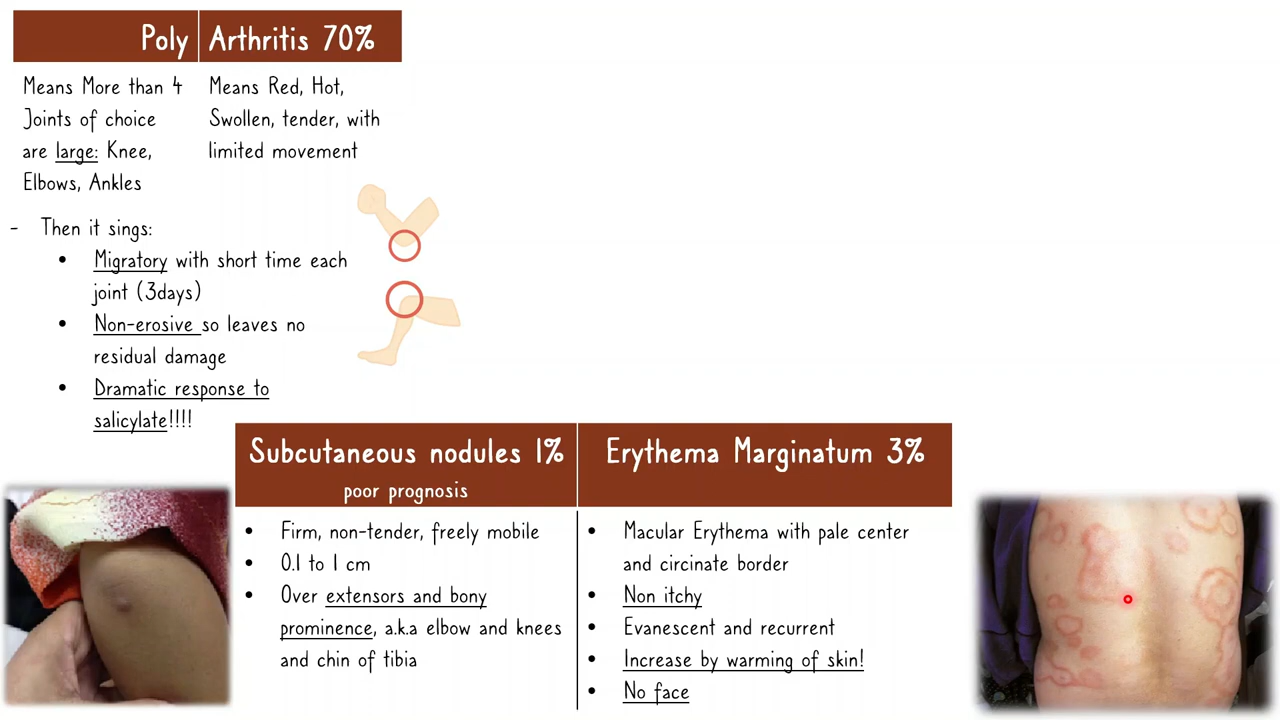 Poly Arthritis 70%
Means More than 4
Joints of choice
are large: Knee,
Elbows, Ankles
Means Red, Hot,
Swollen, tender, with
limited movement
- Then it sings:
• Migratory with short time each
joint (3days)
• Non-erosive so leaves no
residual damage
• Dramatic response to
salicylate!!!!
Subcutaneous nodules 1%
poor prognosis
• Firm, non-tender, freely mobile
• 0.1 to 1 cm
• Over extensors and bony
prominence, a.k.a elbow and knees
and chin of tibia
Erythema Marginatum 3%
• Macular Erythema with pale center
and circinate border
• Non itchy
• Evanescent and recurrent
• Increase by warming of skin!
• No face